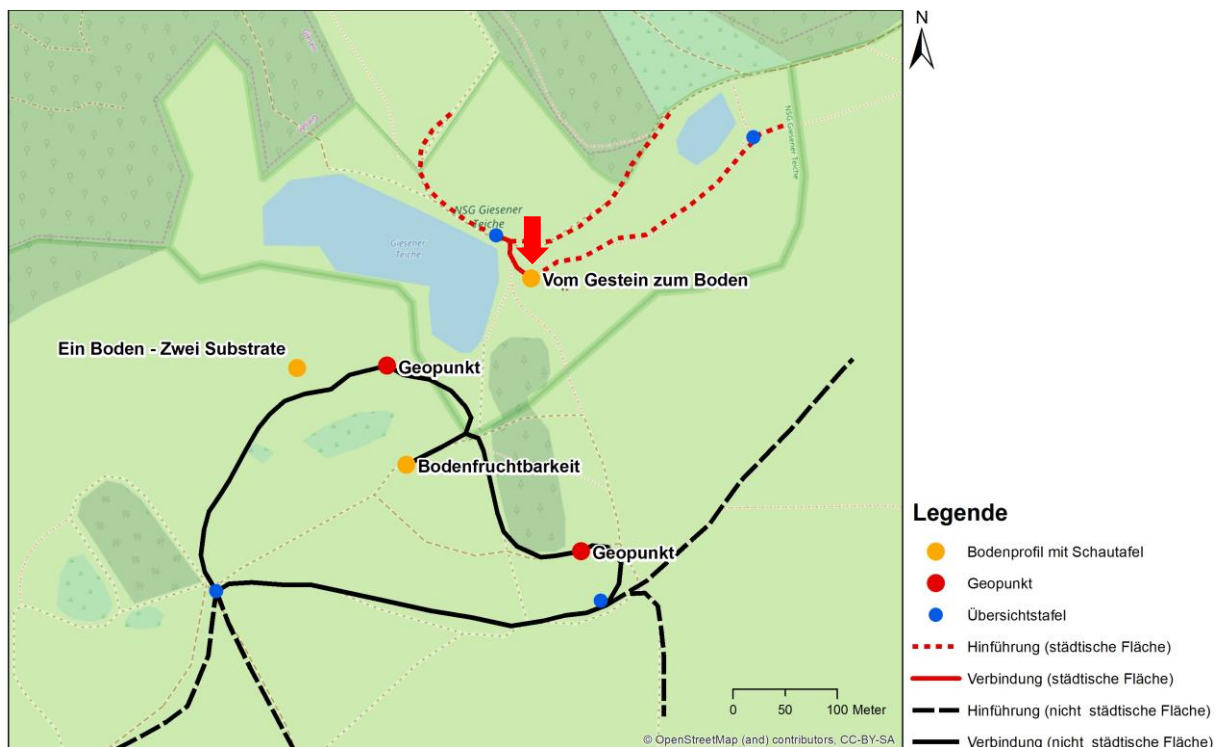 N
Giesen
Giesen
NSG Giesener Teiche
NSG Giesener
Teiche
Giesener
Teiche
Vom Gestein zum Boden
Ein Boden - Zwei Substrate
Geopunkt
Bodenfruchtbarkeit
Geopunkt
Legende
Bodenprofil mit Schautafel
Geopunkt
Übersichtstafel
Hinführung (städtische Fläche)
Verbindung (städtische Fläche)
Hinführung (nicht städtische Fläche)
Verbindung (nicht städtische Fläche)
0 50 100 Meter
© OpenStreetMap (and) contributors, CC-BY-SA